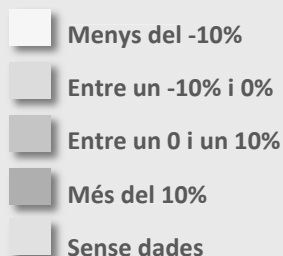 Menys del -10%
Entre un -10% i 0%
Entre un 0 i un 10%
Més del 10%
Sense dades